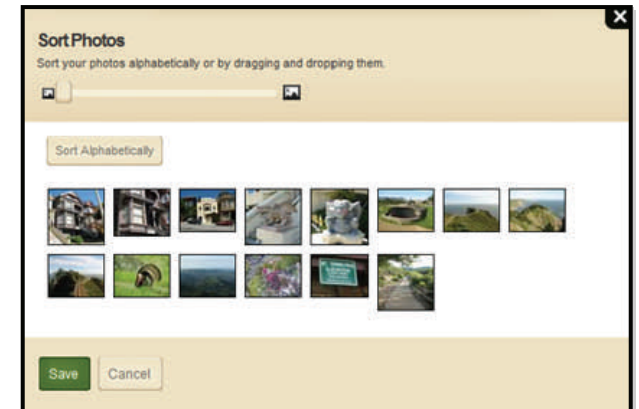 Sort Photos
Sort your photos alphabetically or by dragging and dropping them.
Sort Alphabetically
Save
Cancel